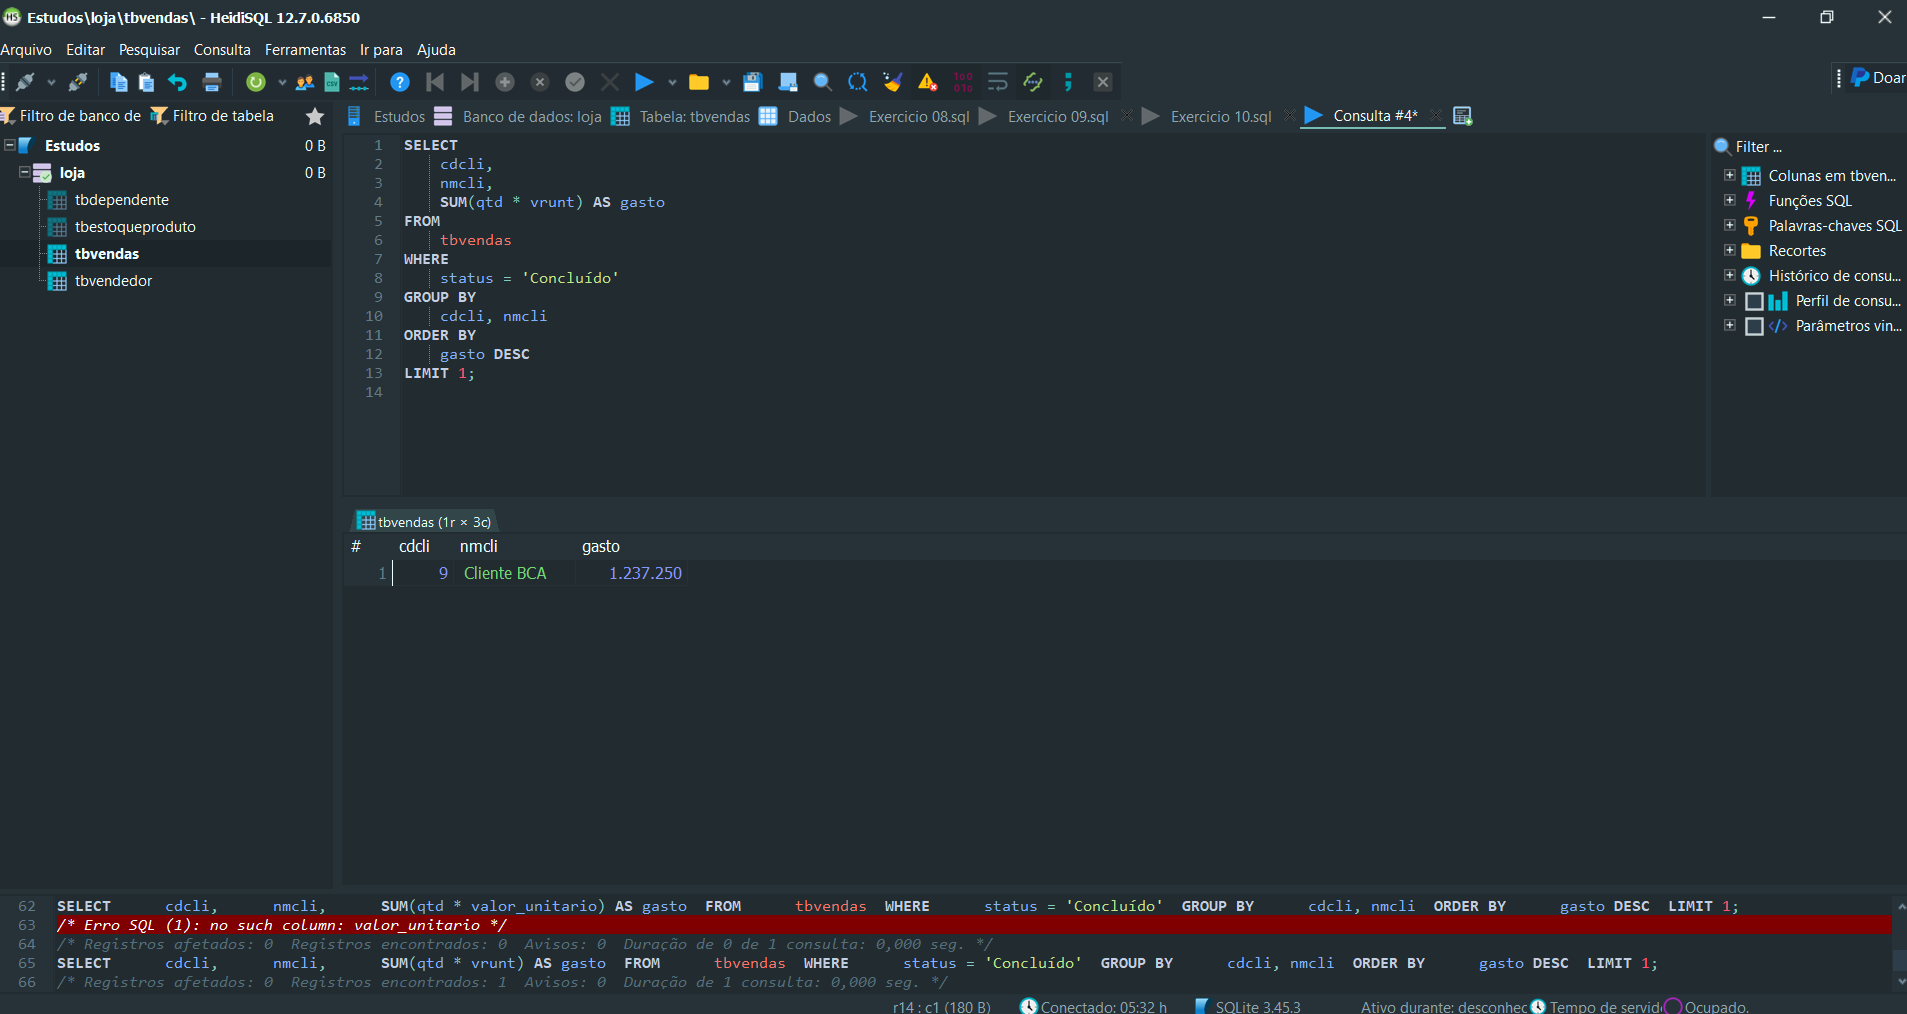 Estudos\loja\tbvendas\ - HeidiSQL 12.7.0.6850
Arquivo Editar Pesquisar Consulta Ferramentas Ir para Ajuda
Doar
Filtro de banco de Filtro de tabela
Estudos 0 B
loja 0 B
tbdependente
tbestoqueproduto
tbvendas
tbvendedor
Estudos Banco de dados: loja Tabela: tbvendas Dados Exercicio 08.sql Exercicio 09.sql Exercicio 10.sql Consulta #4*
1 SELECT
2 cdcli,
3 nmcli,
4 SUM(qtd * vrunt) AS gasto
5 FROM
6 tbvendas
7 WHERE
8 status = 'Concluído'
9 GROUP BY
10 cdcli, nmcli
11 ORDER BY
12 gasto DESC
13 LIMIT 1;
14
Filter ...
Colunas em tbven...
Funções SQL
Palavras-chaves SQL
Recortes
Histórico de consu...
Perfil de consu...
Parâmetros vin...
tbvendas (1r × 3c)
# cdcli nmcli gasto
1 9 Cliente BCA 1.237.250
62 SELECT cdcli, nmcli, SUM(qtd * valor_unitario) AS gasto FROM tbvendas WHERE status = 'Concluído' GROUP BY cdcli, nmcli ORDER BY gasto DESC LIMIT 1;
63 /* Erro SQL (1): no such column: valor_unitario */
64 /* Registros afetados: 0 Registros encontrados: 0 Avisos: 0 Duração de 0 de 1 consulta: 0,000 seg. */
65 SELECT cdcli, nmcli, SUM(qtd * vrunt) AS gasto FROM tbvendas WHERE status = 'Concluído' GROUP BY cdcli, nmcli ORDER BY gasto DESC LIMIT 1;
66 /* Registros afetados: 0 Registros encontrados: 1 Avisos: 0 Duração de 1 consulta: 0,000 seg. */
r14 : c1 (180 B) Conectado: 05:32 h SQLite 3.45.3 Ativo durante: desconhec Tempo de servid Ocupado.